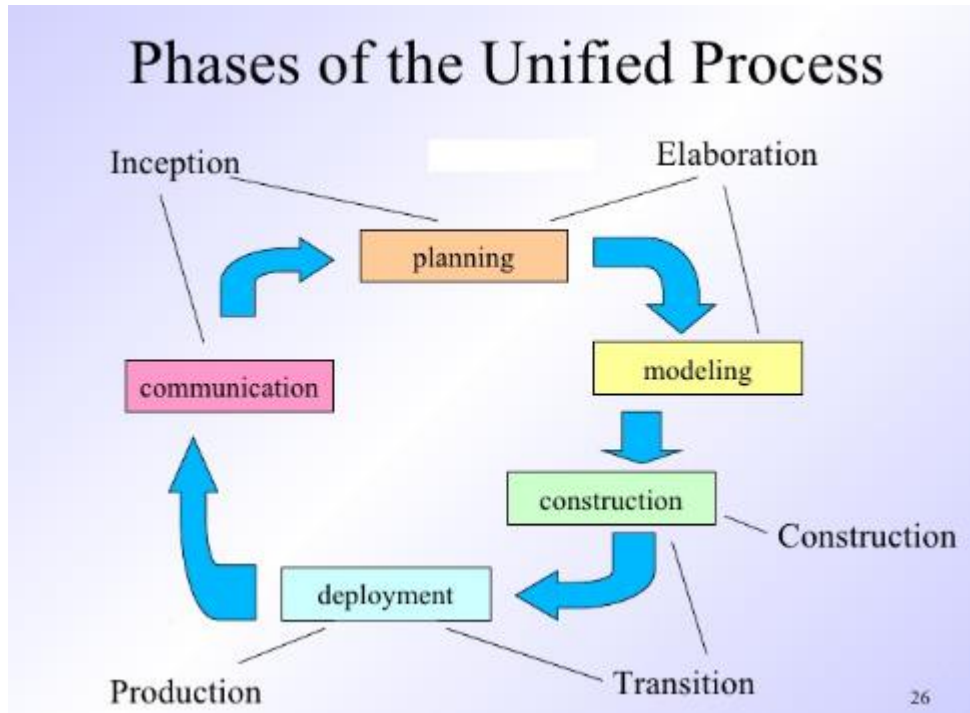 Phases of the Unified Process
Inception
Elaboration
planning
modeling
communication
construction
Construction
deployment
Production
Transition
26